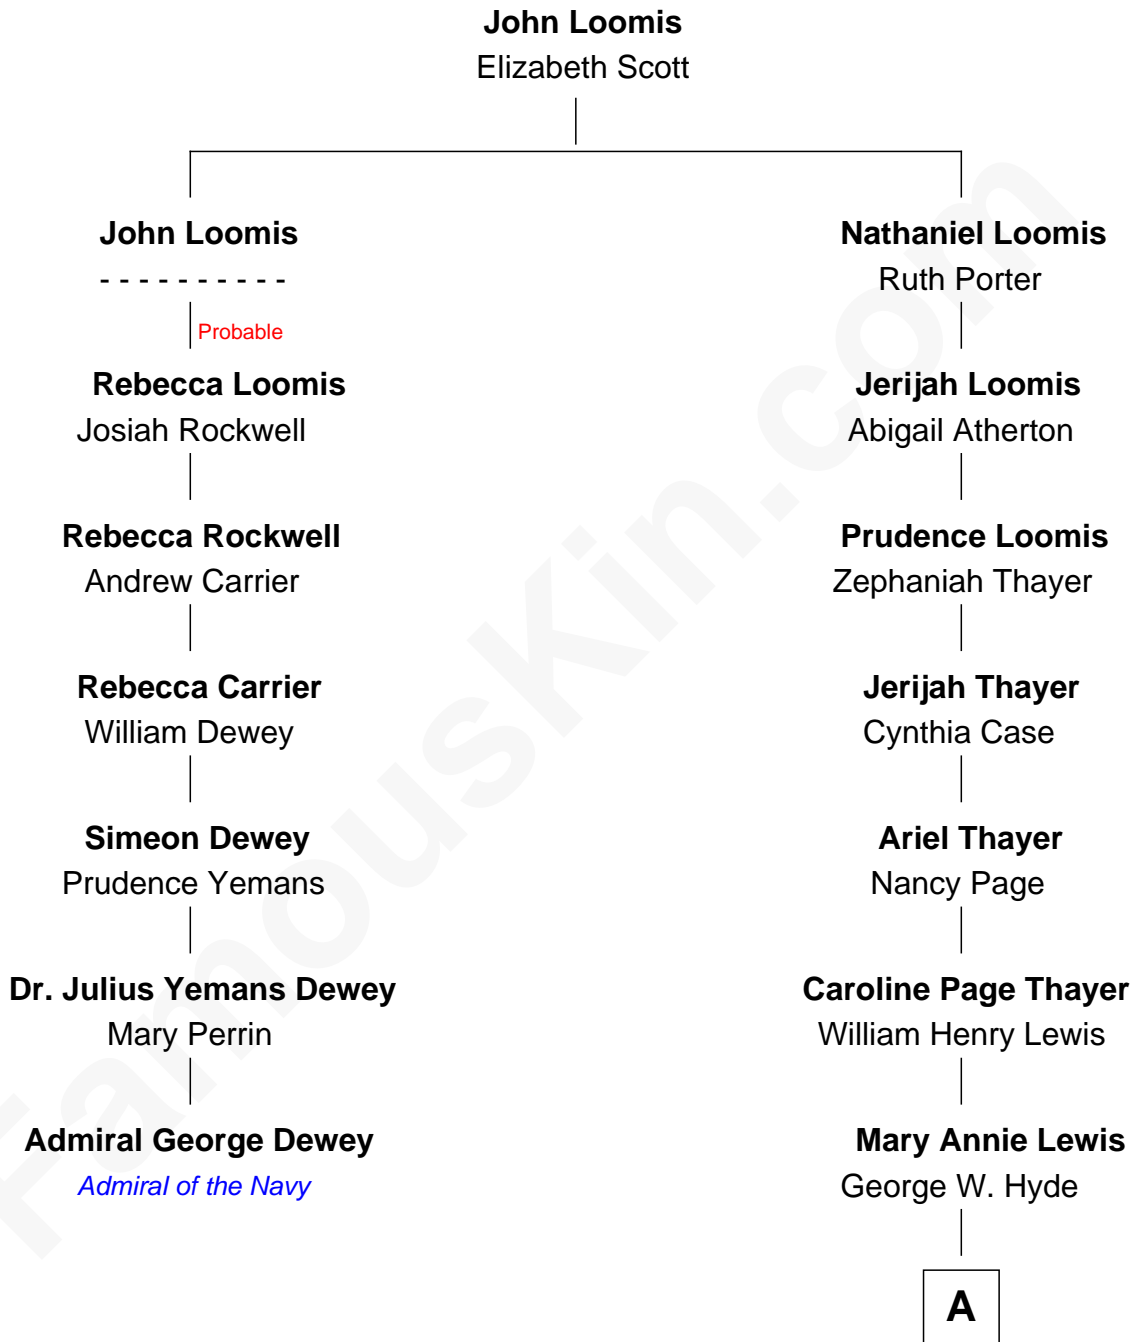 John Loomis
Elizabeth Scott
John Loomis
- - - - - - - - - -
Probable
Rebecca Loomis
Josiah Rockwell
Rebecca Rockwell
Andrew Carrier
Rebecca Carrier
William Dewey
Simeon Dewey
Prudence Yemans
Dr. Julius Yemans Dewey
Mary Perrin
Admiral George Dewey
Admiral of the Navy
Nathaniel Loomis
Ruth Porter
Jerijah Loomis
Abigail Atherton
Prudence Loomis
Zephaniah Thayer
Jerijah Thayer
Cynthia Case
Ariel Thayer
Nancy Page
Caroline Page Thayer
William Henry Lewis
Mary Annie Lewis
George W. Hyde
A
FamousKin.com